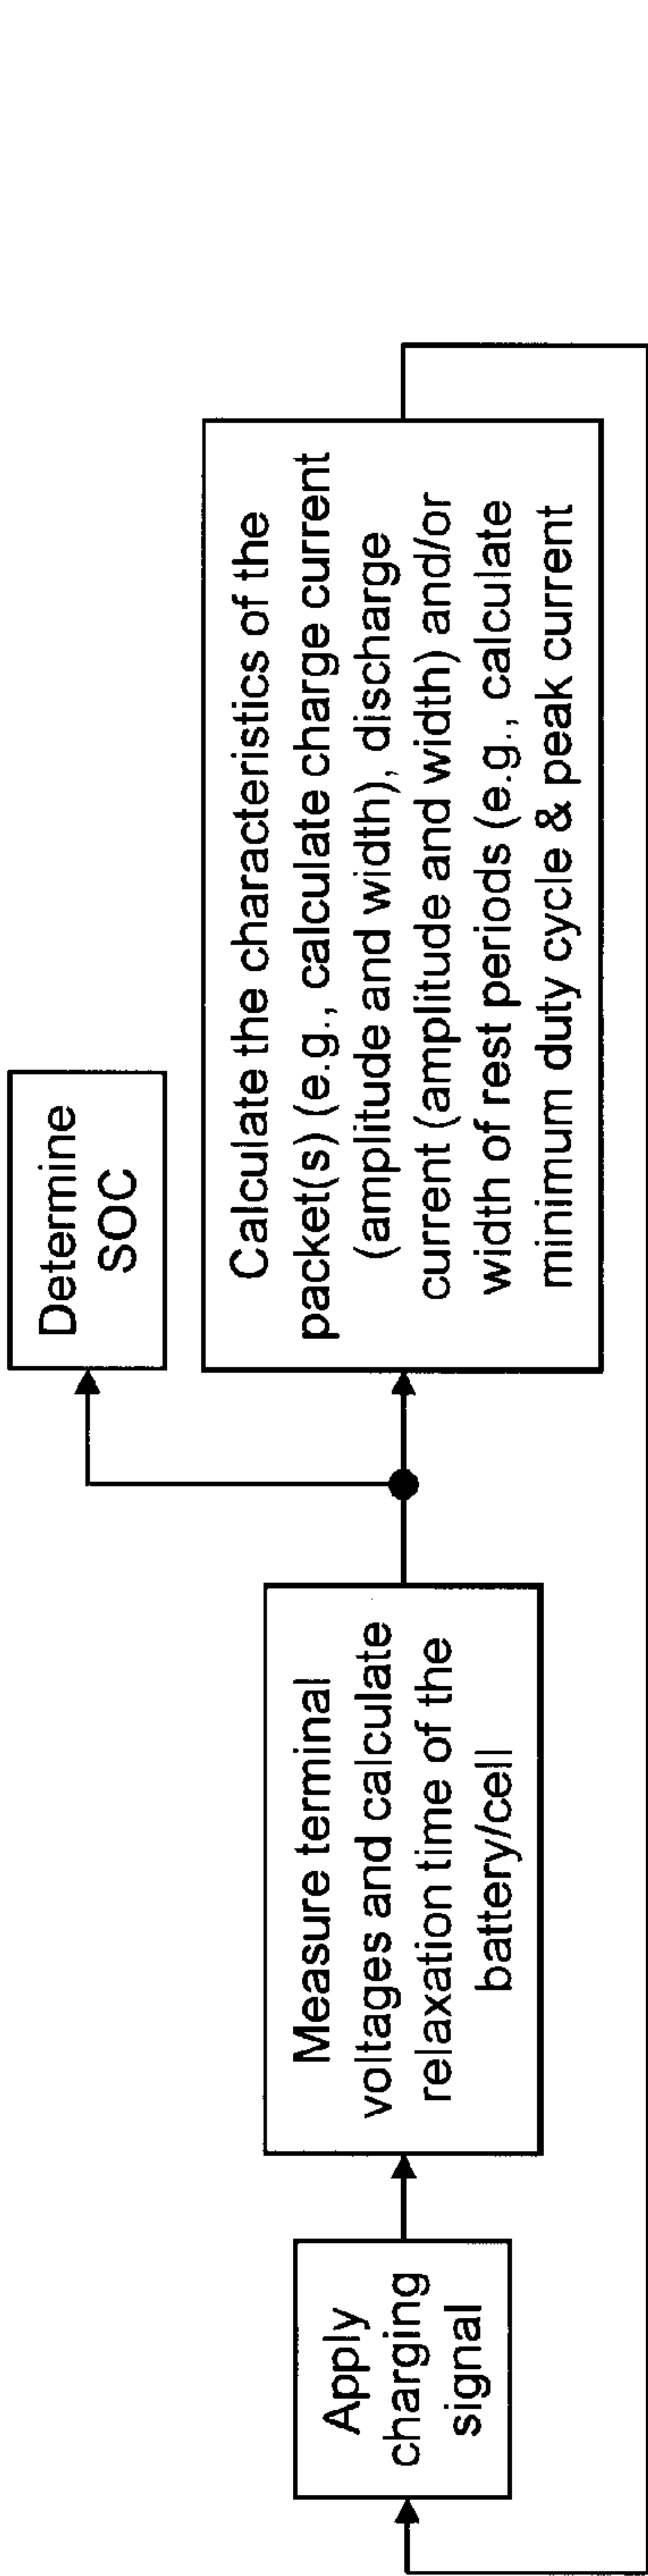 Apply
charging
signal
Measure terminal
voltages and calculate
relaxation time of the
battery/cell
Determine
SOC
Calculate the characteristics of the
packet(s) (e.g., calculate charge current
(amplitude and width), discharge
current (amplitude and width) and/or
width of rest periods (e.g., calculate
minimum duty cycle & peak current